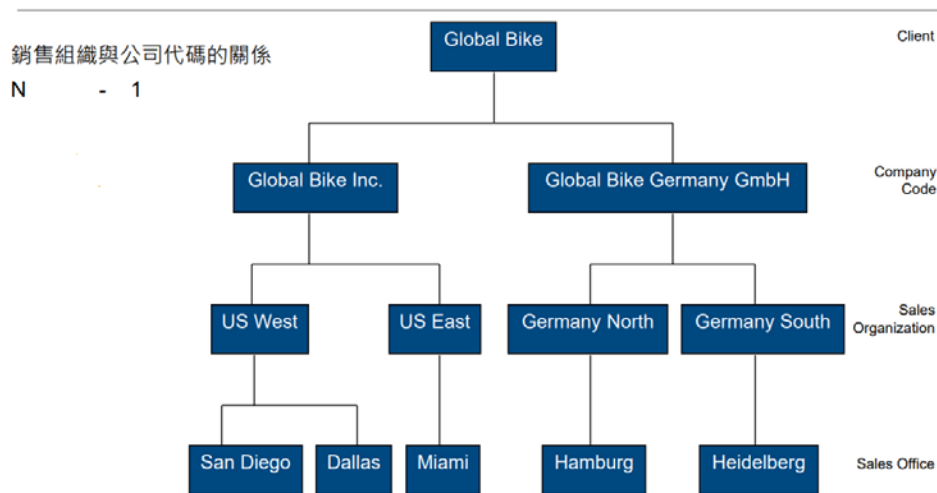 Global Bike
Client
銷售組織與公司代碼的關係
N - 1
Global Bike Inc.
Global Bike Germany GmbH
Company
Code
US West
US East
Germany North
Germany South
Sales
Organization
San Diego
Dallas
Miami
Hamburg
Heidelberg
Sales Office